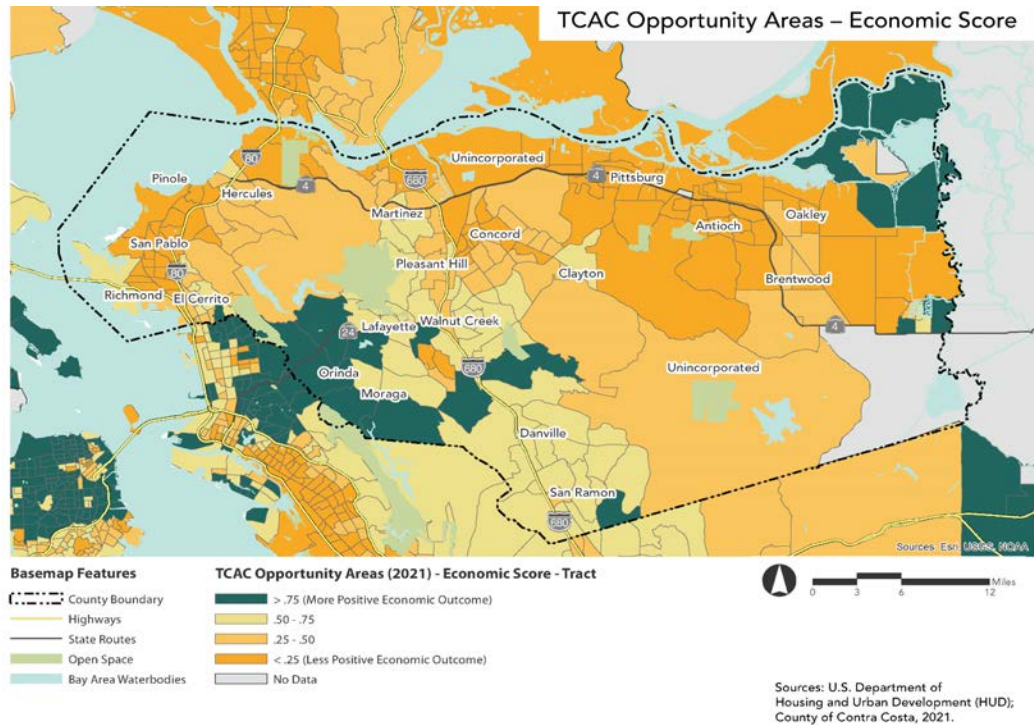 TCAC Opportunity Areas – Economic Score
80
Unincorporated
Pinole
Hercules
4
680
4
Pittsburg
Martinez
Antioch
Oakley
San Pablo
Concord
80
Pleasant Hill
Clayton
Brentwood
Richmond
El Cerrito
24
Lafayette
Walnut Creek
4
Orinda
680
Unincorporated
Moraga
Danville
San Ramon
680
Sources: Esri, USGS, NOAA
Basemap Features
County Boundary
Highways
State Routes
Open Space
Bay Area Waterbodies
TCAC Opportunity Areas (2021) - Economic Score - Tract
> .75 (More Positive Economic Outcome)
.50 - .75
.25 - .50
< .25 (Less Positive Economic Outcome)
No Data
Miles
0 3 6 12
Sources: U.S. Department of
Housing and Urban Development (HUD);
County of Contra Costa, 2021.